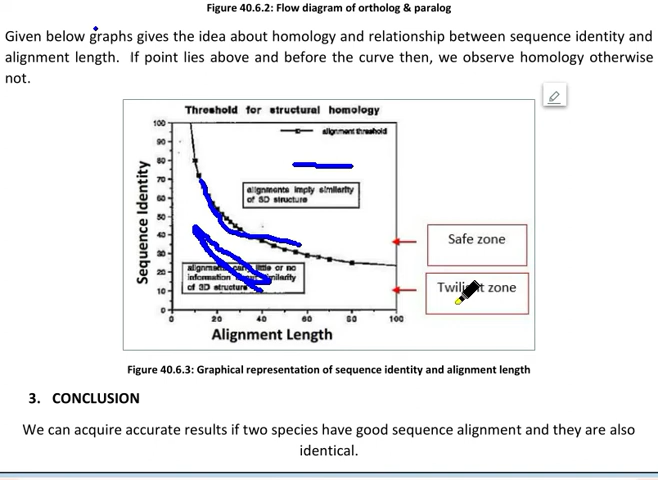 Figure 40.6.2: Flow diagram of ortholog & paralog
Given below graphs gives the idea about homology and relationship between sequence identity and
alignment length. If point lies above and before the curve then, we observe homology otherwise
not.
Threshold for structural homology
alignment threshold
100
90
80
70
60
50
40
30
20
10
0
Sequence Identity
alignments imply similarity
of 3D structure
little or no
information
of 3D structure
Safe zone
zone
0 20 40 60 80 100
Alignment Length
Figure 40.6.3: Graphical representation of sequence identity and alignment length
3. CONCLUSION
We can acquire accurate results if two species have good sequence alignment and they are also
identical.